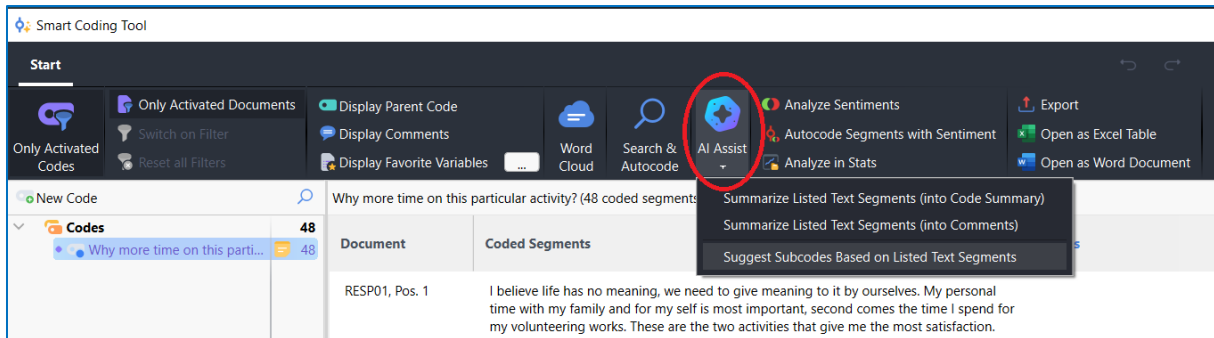 Smart Coding Tool
Start
Only Activated Codes
Only Activated Documents
Switch on Filter
Reset all Filters
Display Parent Code
Display Comments
Display Favorite Variables
...
Word Cloud
Search & Autocode
AI Assist
Analyze Sentiments
Autocode Segments with Sentiment
Analyze in Stats
Export
Open as Excel Table
Open as Word Document
Summarize Listed Text Segments (into Code Summary)
Summarize Listed Text Segments (into Comments)
Suggest Subcodes Based on Listed Text Segments
New Code
Codes 48
Why more time on this parti... 48
Why more time on this particular activity? (48 coded segments
Document
Coded Segments
RESP01, Pos. 1
I believe life has no meaning, we need to give meaning to it by ourselves. My personal
time with my family and for my self is most important, second comes the time I spend for
my volunteering works. These are the two activities that give me the most satisfaction.